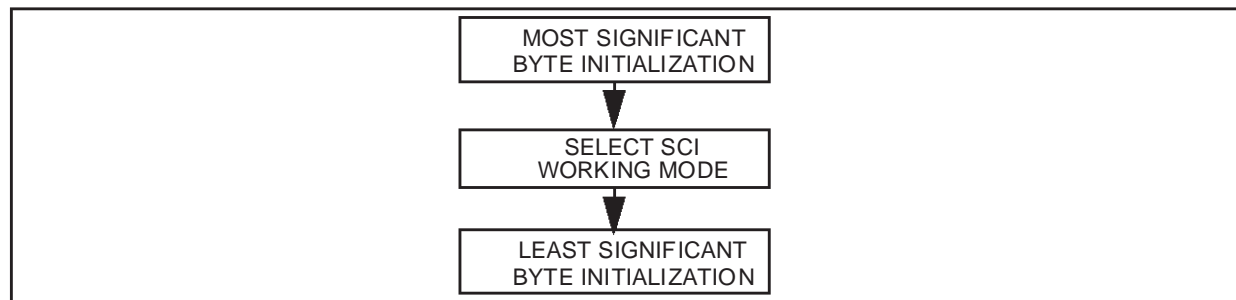 MOST SIGNIFICANT
BYTE INITIALIZATION
SELECT SCI
WORKING MODE
LEAST SIGNIFICANT
BYTE INITIALIZATION